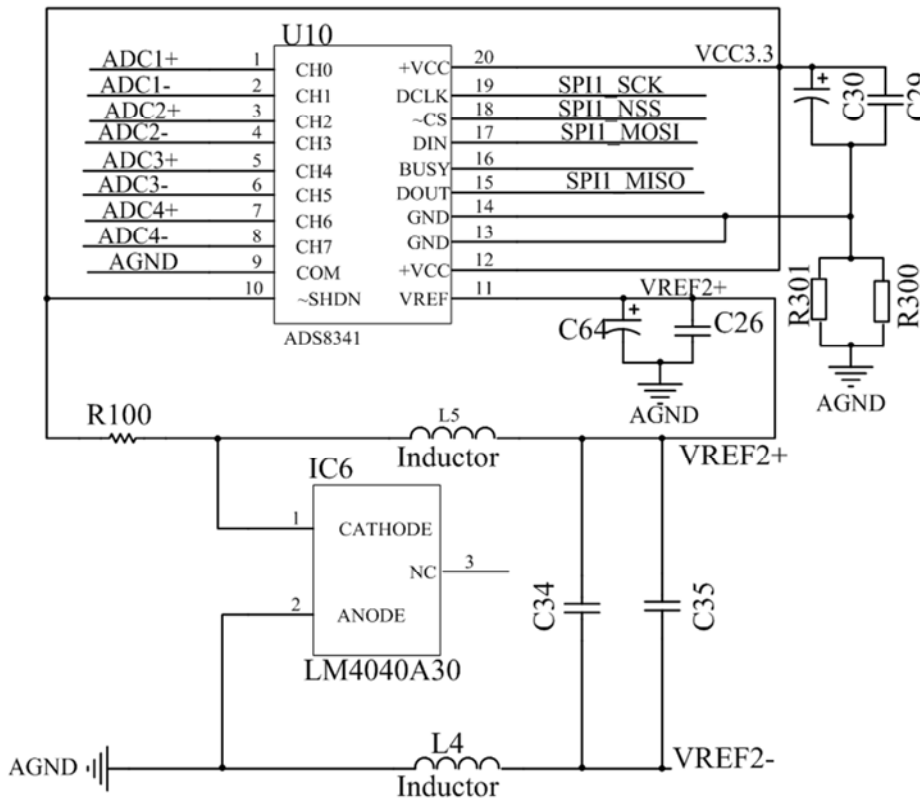 U10
ADC1+ 1 CH0 +VCC 20 VCC3.3
ADC1- 2 CH1 DCLK 19 SPI1_SCK
ADC2+ 3 CH2 ~CS 18 SPI1_NSS
ADC2- 4 CH3 DIN 17 SPI1_MOSI
ADC3+ 5 CH4 BUSY 16
ADC3- 6 CH5 DOUT 15 SPI1_MISO
ADC4+ 7 CH6 GND 14
ADC4- 8 CH7 GND 13
AGND 9 COM +VCC 12
10 ~SHDN VREF 11 VREF2+
ADS8341
+ C30 C29
+ C64 C26
AGND
R301 R300
AGND
R100
L5
Inductor
VREF2+
IC6
1 CATHODE
NC 3
2 ANODE
LM4040A30
C34 C35
AGND
L4
Inductor
VREF2-